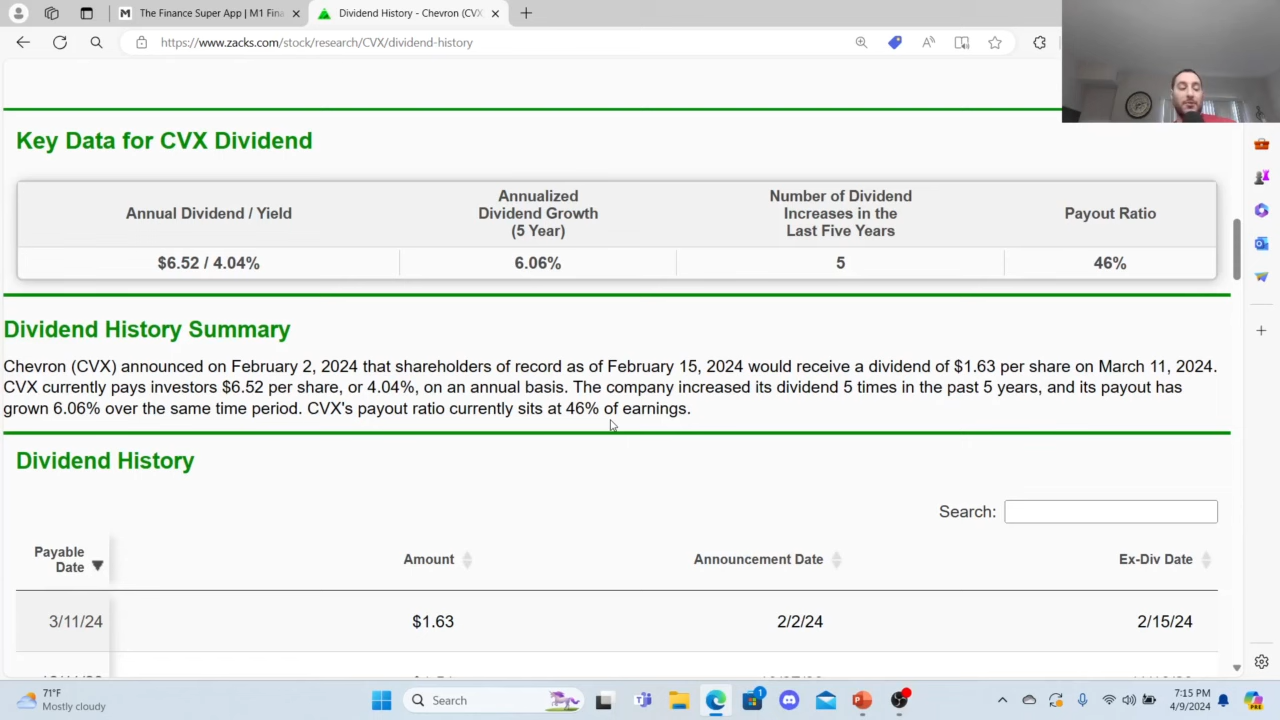 The Finance Super App | M1 Fina
Dividend History - Chevron (CVX)
https://www.zacks.com/stock/research/CVX/dividend-history
Key Data for CVX Dividend
Annual Dividend / Yield
Annualized
Dividend Growth
(5 Year)
Number of Dividend
Increases in the
Last Five Years
Payout Ratio
$6.52 / 4.04%
6.06%
5
46%
Dividend History Summary
Chevron (CVX) announced on February 2, 2024 that shareholders of record as of February 15, 2024 would receive a dividend of $1.63 per share on March 11, 2024.
CVX currently pays investors $6.52 per share, or 4.04%, on an annual basis. The company increased its dividend 5 times in the past 5 years, and its payout has
grown 6.06% over the same time period. CVX's payout ratio currently sits at 46% of earnings.
Dividend History
Search:
Payable
Date
Amount
Announcement Date
Ex-Div Date
3/11/24
$1.63
2/2/24
2/15/24
71°F
Mostly cloudy
Search
1
7:15 PM
4/9/2024
PRE